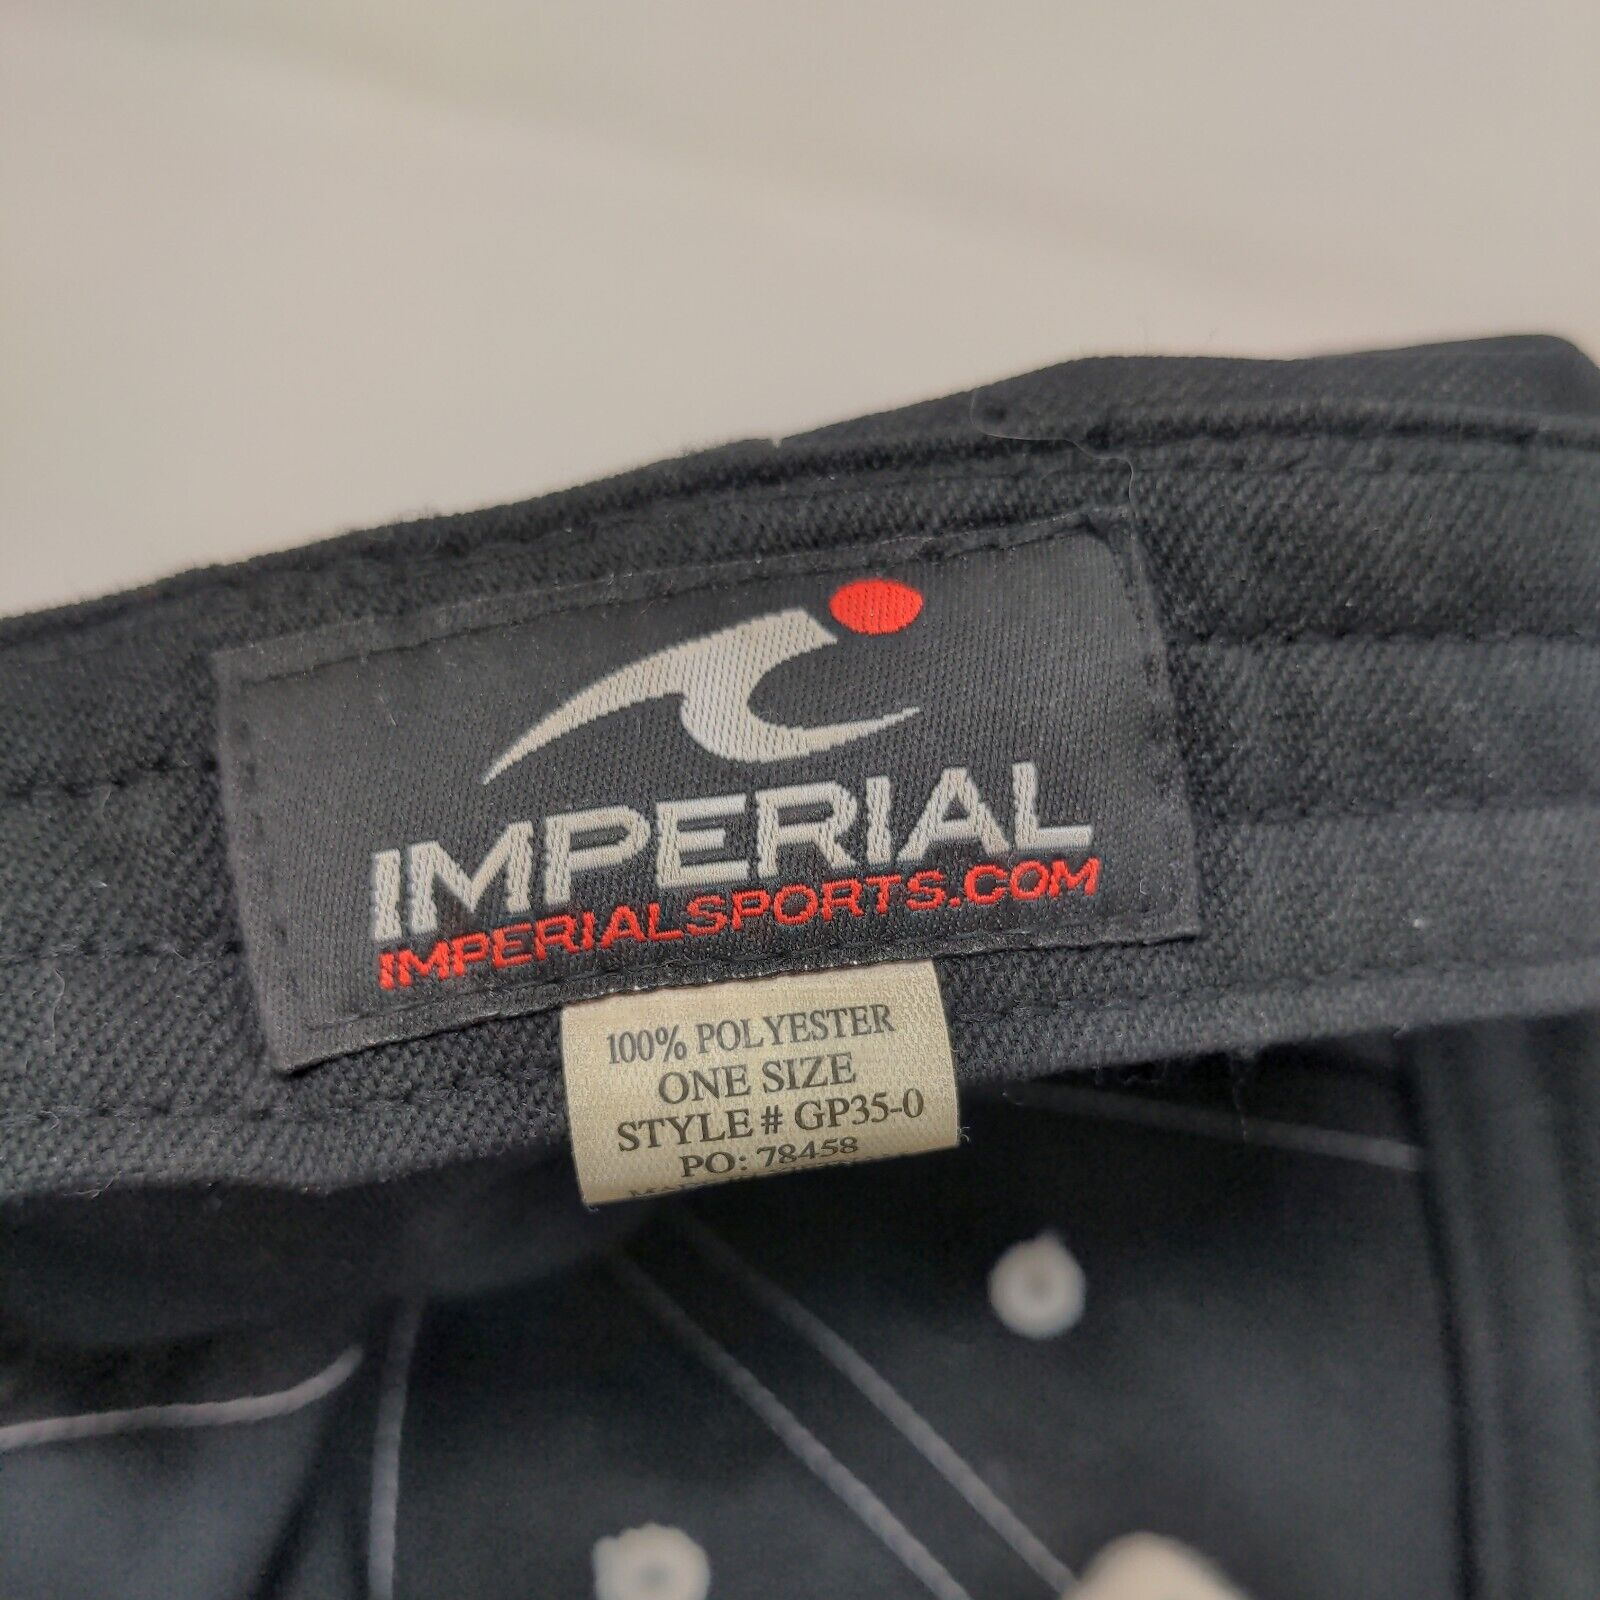 IMPERIAL
IMPERIALSPORTS.COM
100% POLYESTER
ONE SIZE
STYLE # GP35-0
PO: 78458